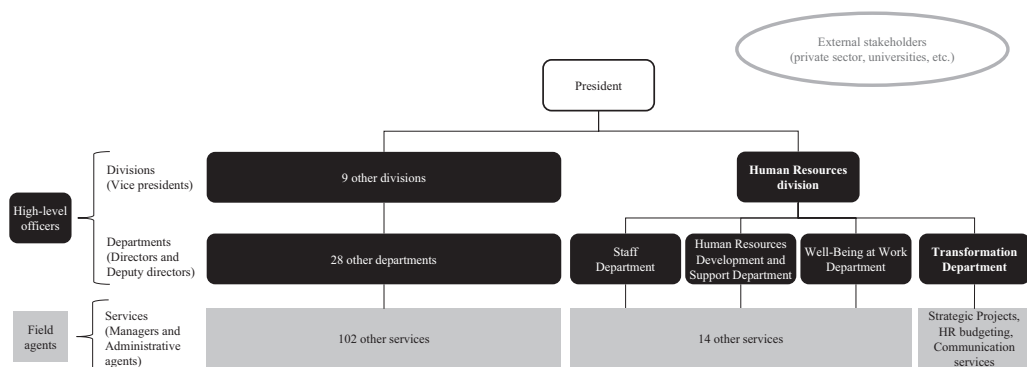 External stakeholders
(private sector, universities, etc.)
President
Divisions
(Vice presidents)
9 other divisions
Human Resources
division
High-level
officers
Departments
(Directors and
Deputy directors)
28 other departments
Staff
Department
Human Resources
Development and
Support Department
Well-Being at Work
Department
Transformation
Department
Field
agents
Services
(Managers and
Administrative
agents)
102 other services
14 other services
Strategic Projects,
HR budgeting,
Communication
services